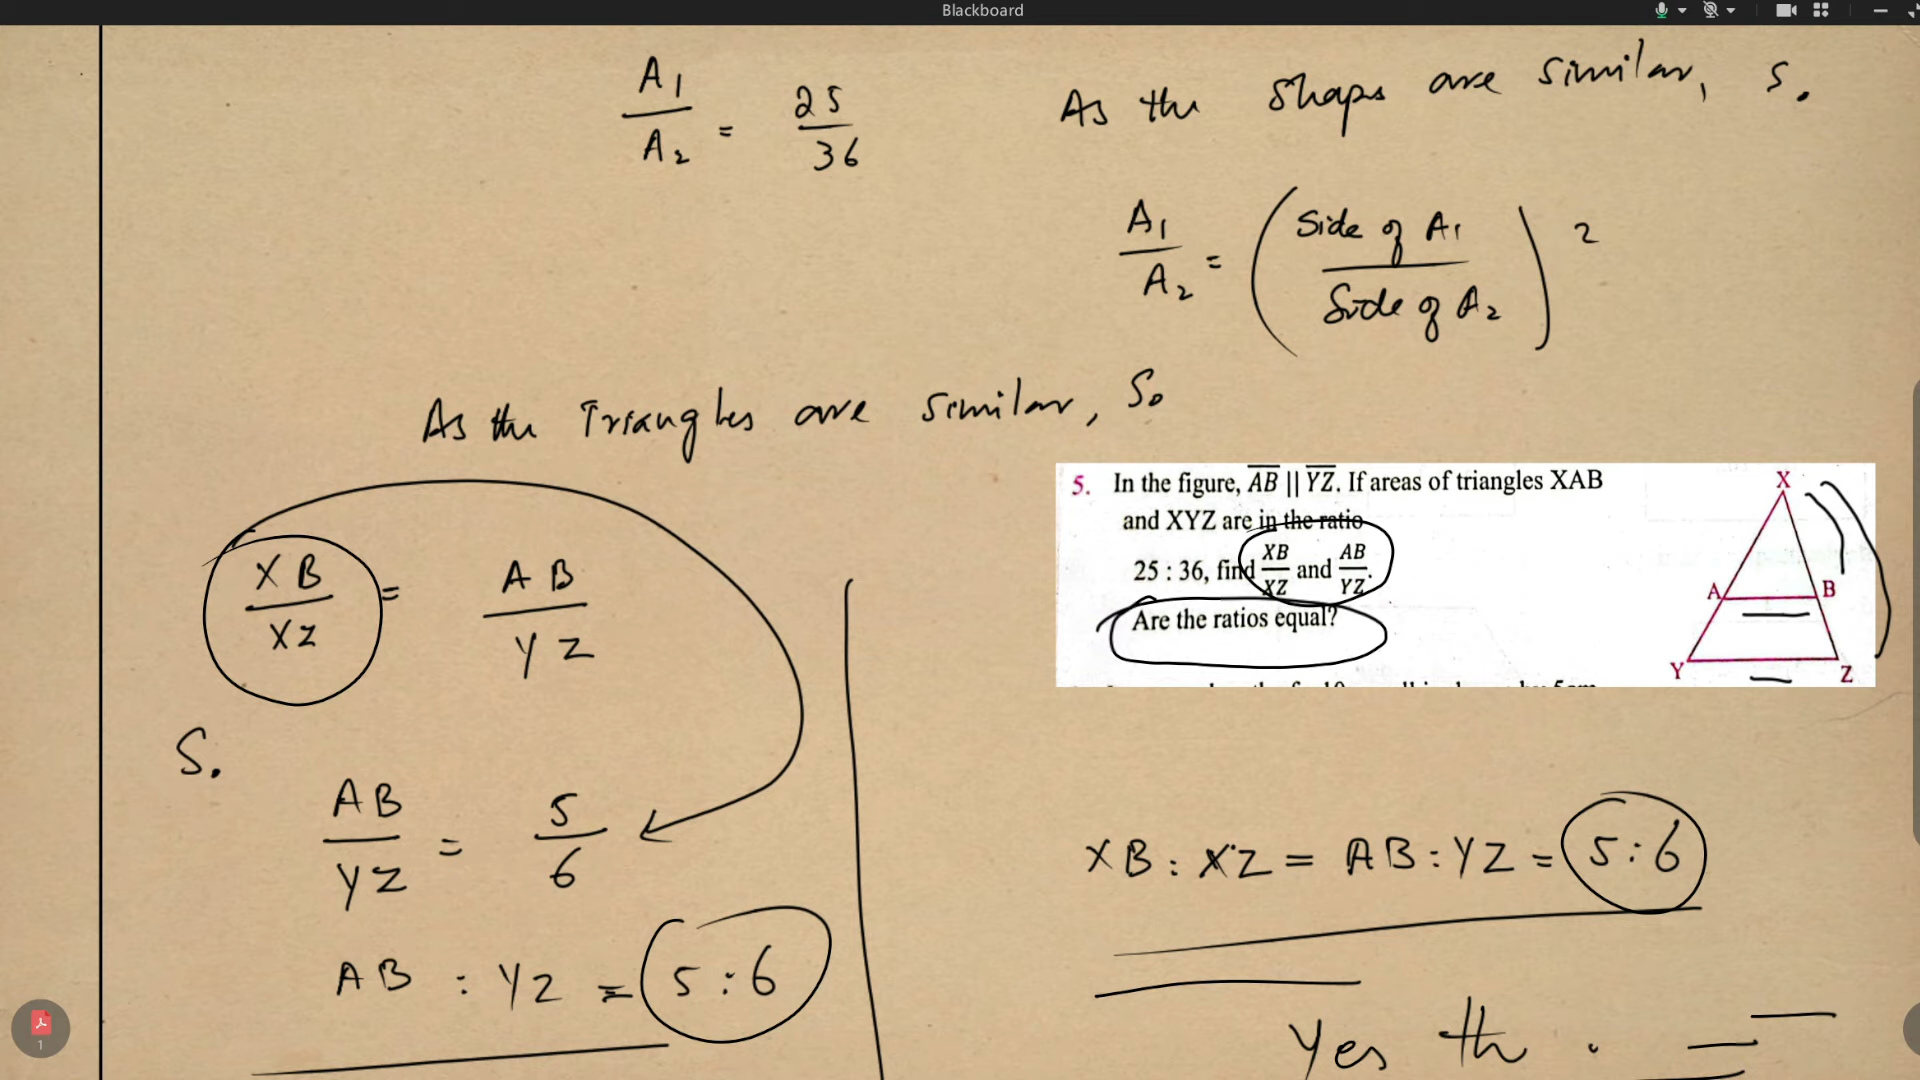 Blackboard
A1/A2 = 25/36
As the Shaps are similar, So
A1/A2 = (Side of A1/Side of A2)2
As the Triangles are similar, So
XB/XZ = AB/YZ
5. In the figure, AB || YZ. If areas of triangles XAB
and XYZ are in the ratio
25 : 36, find XB/XZ and AB/YZ.
Are the ratios equal?
X
A B
Y Z
So
AB/YZ = 5/6
XB : XZ = AB : YZ = 5:6
AB : YZ = 5:6
Yes th
1